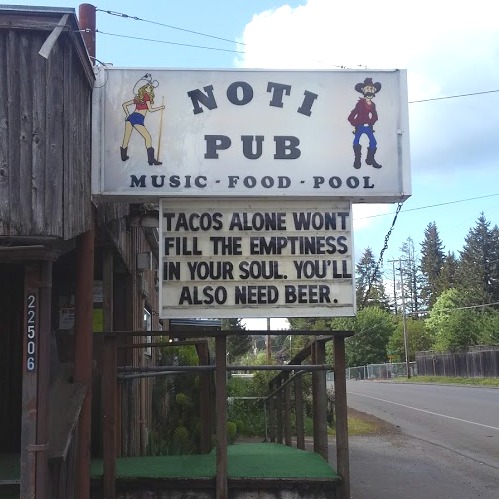 NOTI
PUB
MUSIC - FOOD - POOL
TACOS ALONE WONT
FILL THE EMPTINESS
IN YOUR SOUL. YOU'LL
ALSO NEED BEER.
22506